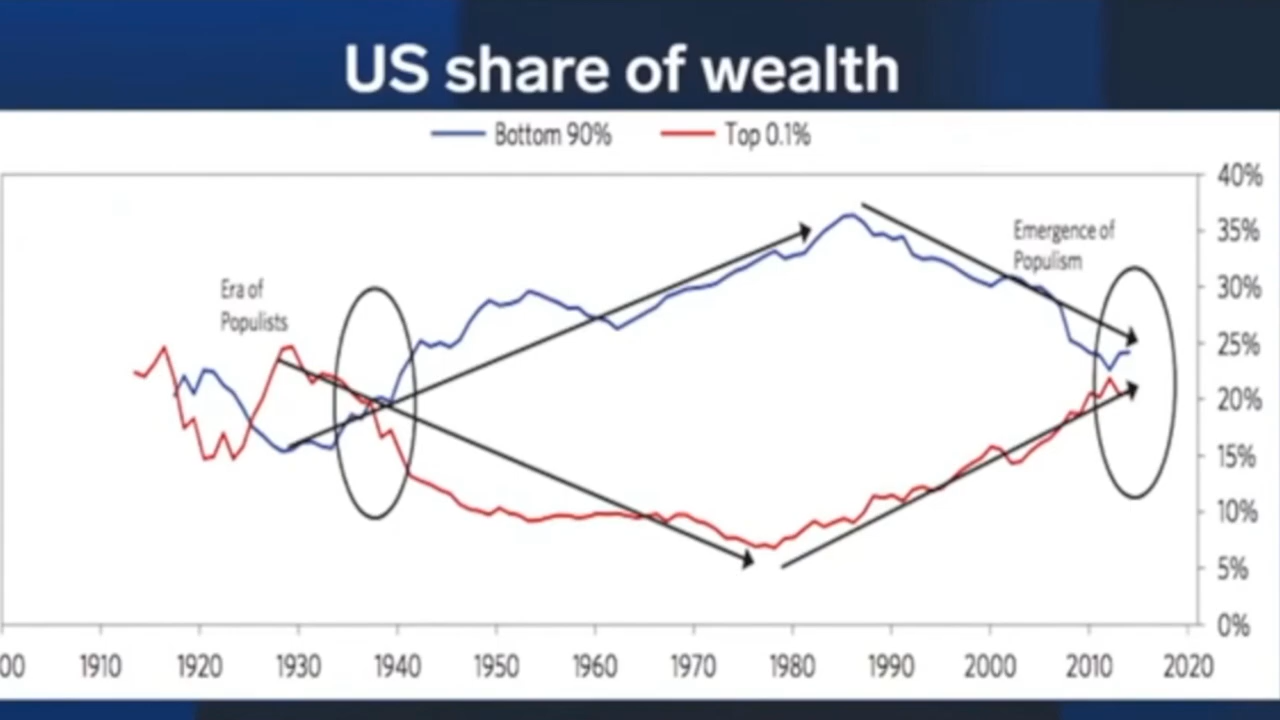 US share of wealth
Bottom 90% Top 0.1%
40%
35%
30%
25%
20%
15%
10%
5%
0%
Era of
Populists
Emergence of
Populism
00 1910 1920 1930 1940 1950 1960 1970 1980 1990 2000 2010 2020